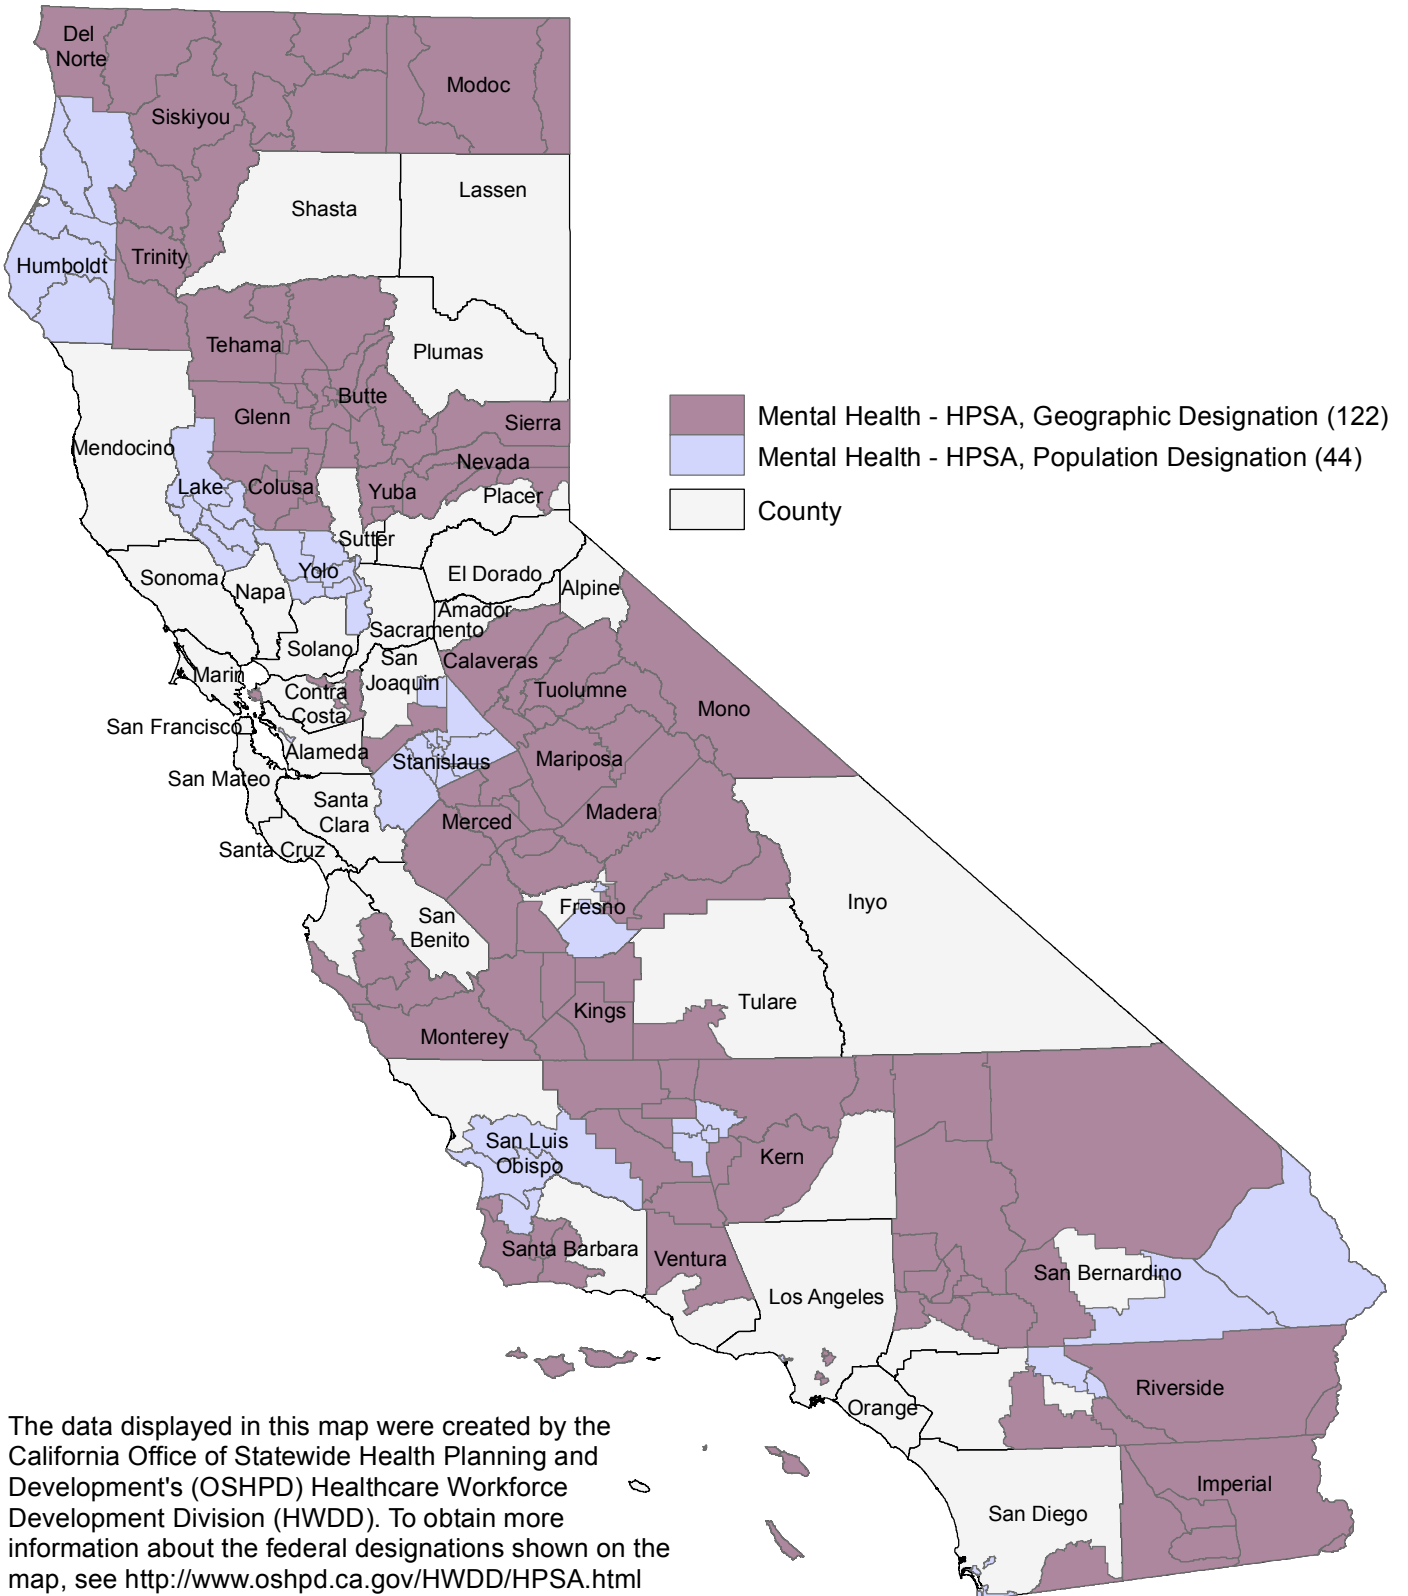 Del
Norte
Modoc
Siskiyou
Lassen
Shasta
Trinity
Humboldt
Tehama
Plumas
Butte
Glenn
Sierra
Mendocino
Nevada
Lake
Colusa
Yuba
Placer
Sutter
Yolo
Sonoma
Napa
El Dorado
Alpine
Amador
Sacramento
Solano
San
Joaquin
Calaveras
Marin
Contra
Costa
Tuolumne
Mono
San Francisco
Alameda
Stanislaus
Mariposa
San Mateo
Santa
Clara
Merced
Madera
Santa Cruz
Inyo
Fresno
San
Benito
Tulare
Kings
Monterey
San Luis
Obispo
Kern
Santa Barbara
Ventura
San Bernardino
Los Angeles
Riverside
Orange
Imperial
San Diego
Mental Health - HPSA, Geographic Designation (122)
Mental Health - HPSA, Population Designation (44)
County
The data displayed in this map were created by the
California Office of Statewide Health Planning and
Development's (OSHPD) Healthcare Workforce
Development Division (HWDD). To obtain more
information about the federal designations shown on the
map, see http://www.oshpd.ca.gov/HWDD/HPSA.html